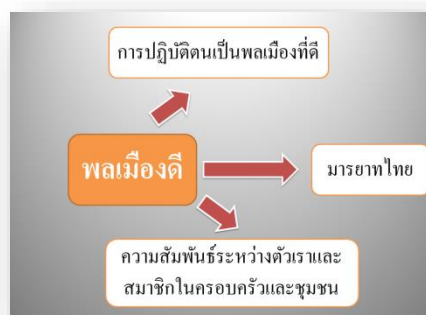 การปฏิบัติตนเป็นพลเมืองที่ดี
พลเมืองดี
มารยาทไทย
ความสัมพันธ์ระหว่างตัวเราและ
สมาชิกในครอบครัวและชุมชน